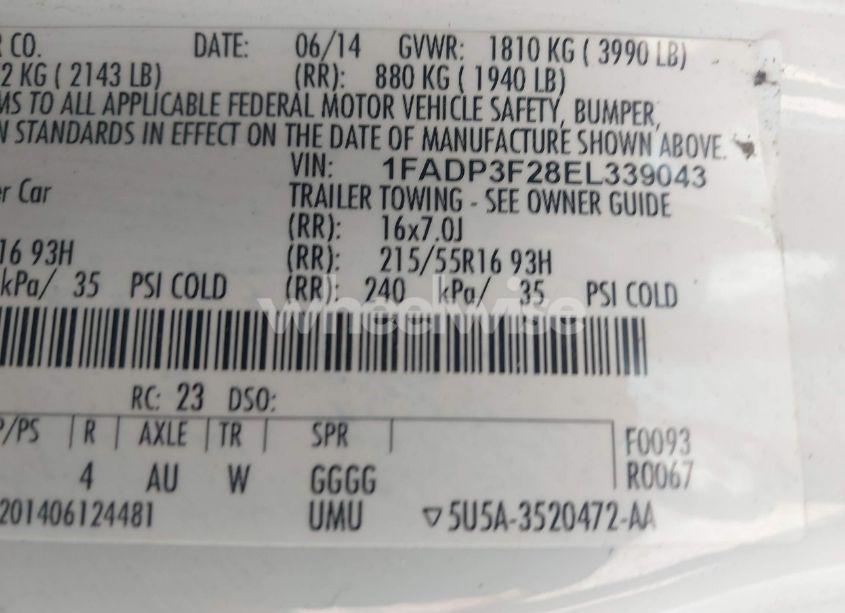 R CO. DATE: 06/14 GVWR: 1810 KG ( 3990 LB)
2 KG ( 2143 LB) (RR): 880 KG ( 1940 LB)
MS TO ALL APPLICABLE FEDERAL MOTOR VEHICLE SAFETY, BUMPER,
N STANDARDS IN EFFECT ON THE DATE OF MANUFACTURE SHOWN ABOVE.
VIN: 1FADP3F28EL339043
er Car TRAILER TOWING - SEE OWNER GUIDE
(RR): 16x7.0J
16 93H (RR): 215/55R16 93H
kPa/ 35 PSI COLD (RR): 240 kPa/ 35 PSI COLD
wheelwise
RC: 23 DSO:
P/PS | R | AXLE | TR | SPR F0093
4 AU W GGGG R0067
201406124481 UMU ▽5U5A-3520472-AA